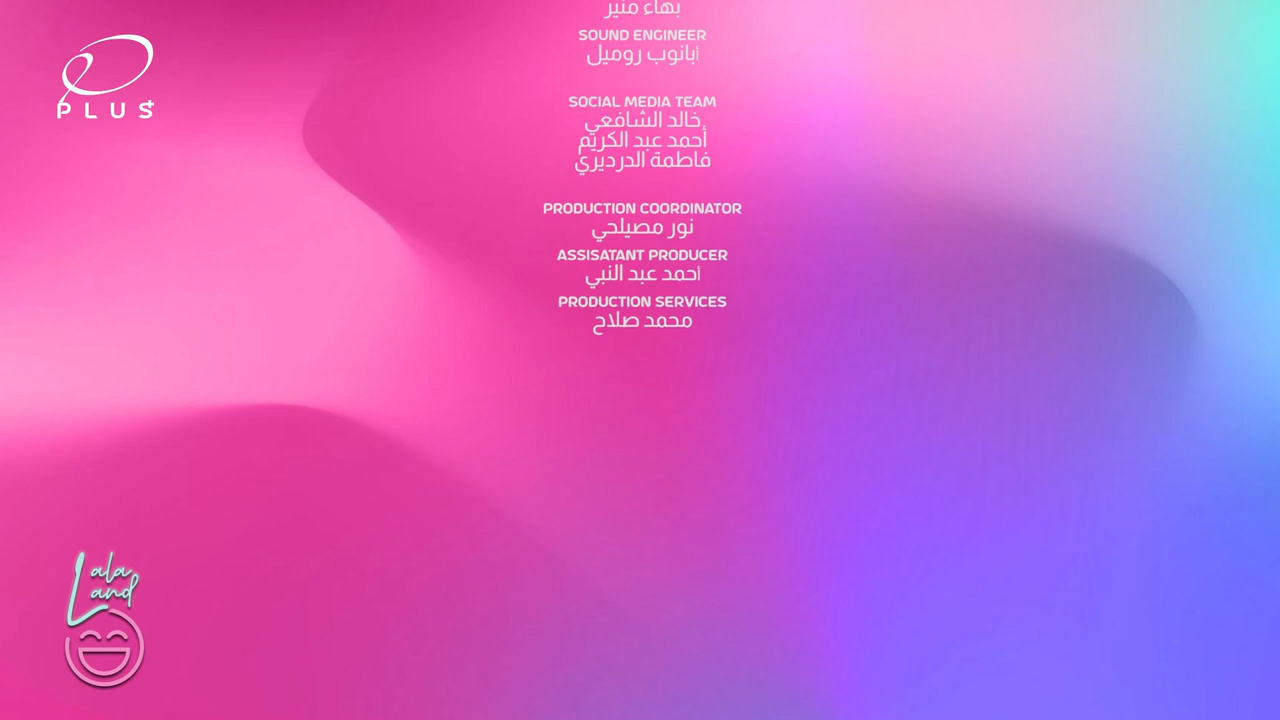 بهاء منير
SOUND ENGINEER
أبانوب روميل
SOCIAL MEDIA TEAM
خالد الشافعي
أحمد عبد الكريم
فاطمة الدرديري
PRODUCTION COORDINATOR
نور مصيلحي
ASSISATANT PRODUCER
أحمد عبد النبي
PRODUCTION SERVICES
محمد صلاح
PLUS+
Lala
Land